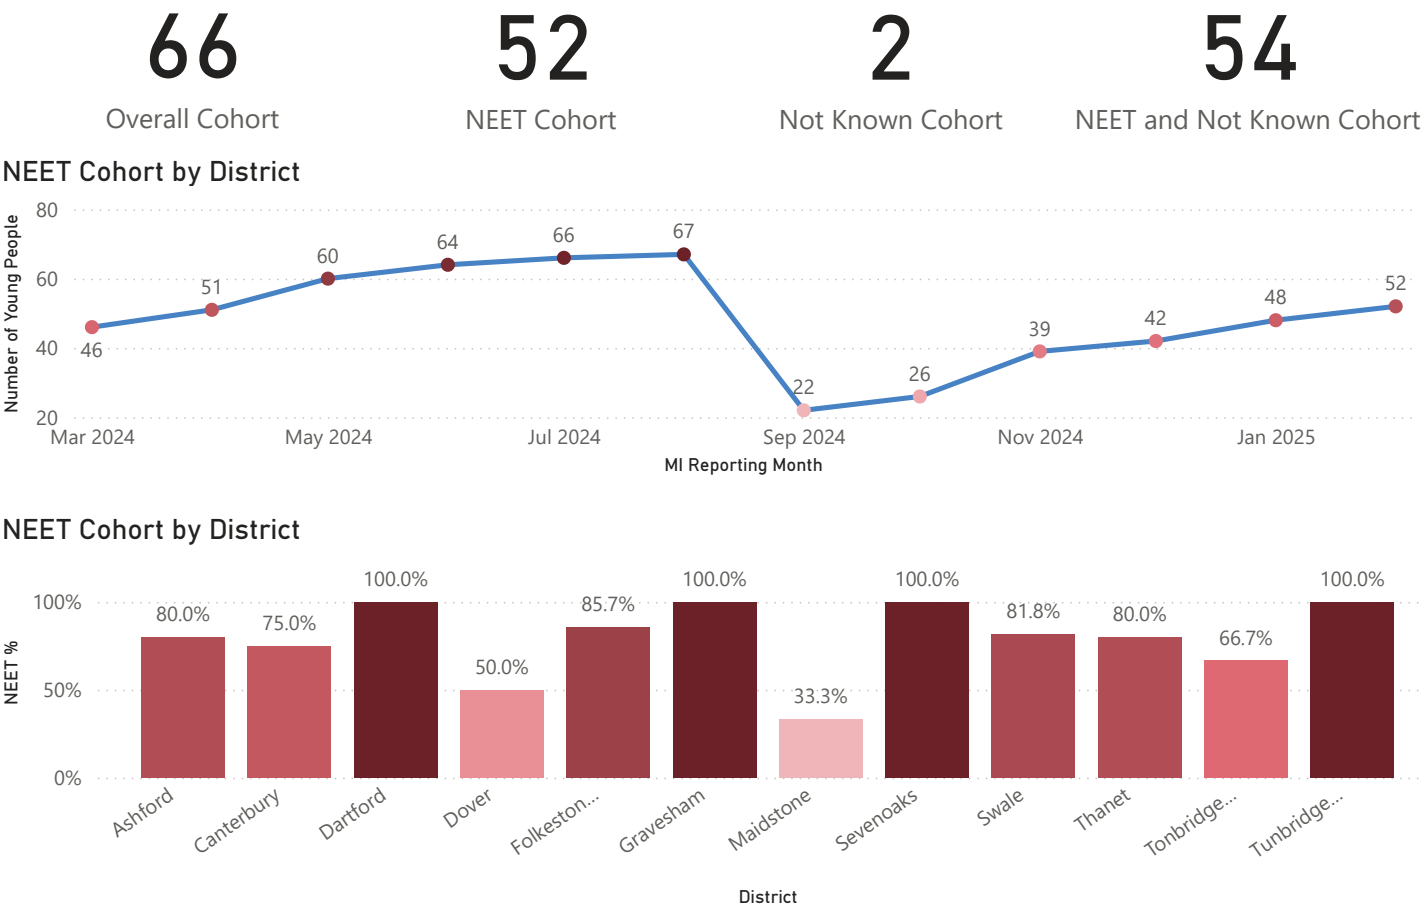 66 52 2 54
Overall Cohort NEET Cohort Not Known Cohort NEET and Not Known Cohort
NEET Cohort by District
Number of Young People
80
60
40
20
46 51 60 64 66 67 22 26 39 42 48 52
Mar 2024 May 2024 Jul 2024 Sep 2024 Nov 2024 Jan 2025
MI Reporting Month
NEET Cohort by District
NEET %
100%
50%
0%
80.0% 75.0% 100.0% 50.0% 85.7% 100.0% 33.3% 100.0% 81.8% 80.0% 66.7% 100.0%
Ashford Canterbury Dartford Dover Folkeston... Gravesham Maidstone Sevenoaks Swale Thanet Tonbridge... Tunbridge...
District